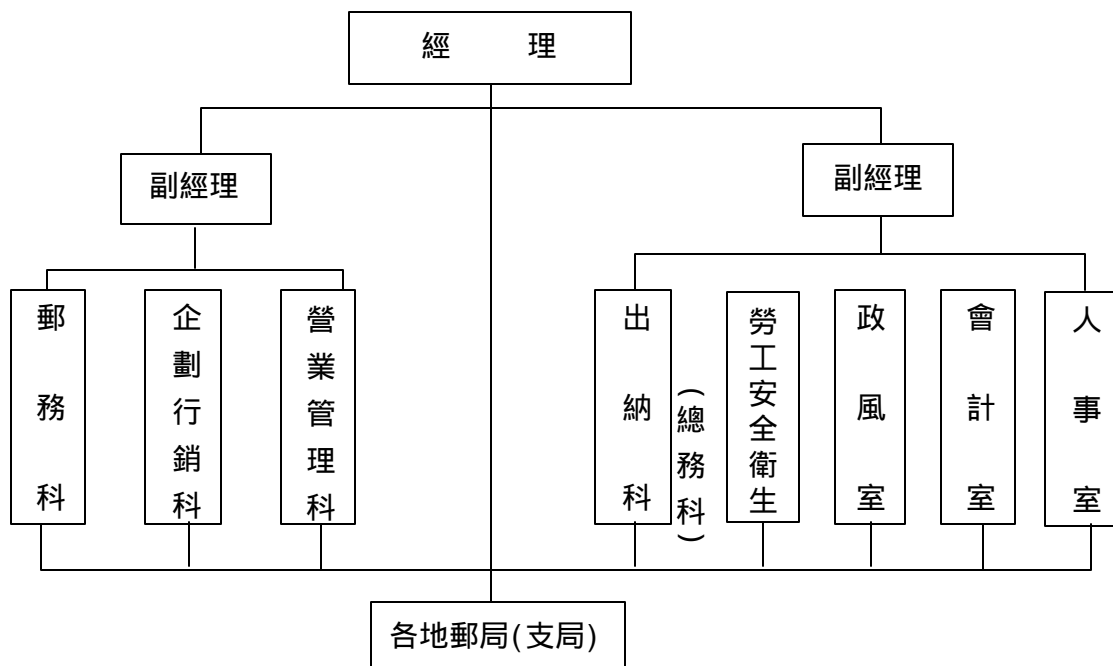 經 理
副經理
副經理
郵務科
企劃行銷科
營業管理科
出納科
(總務科)
勞工安全衛生
政風室
會計室
人事室
各地郵局(支局)